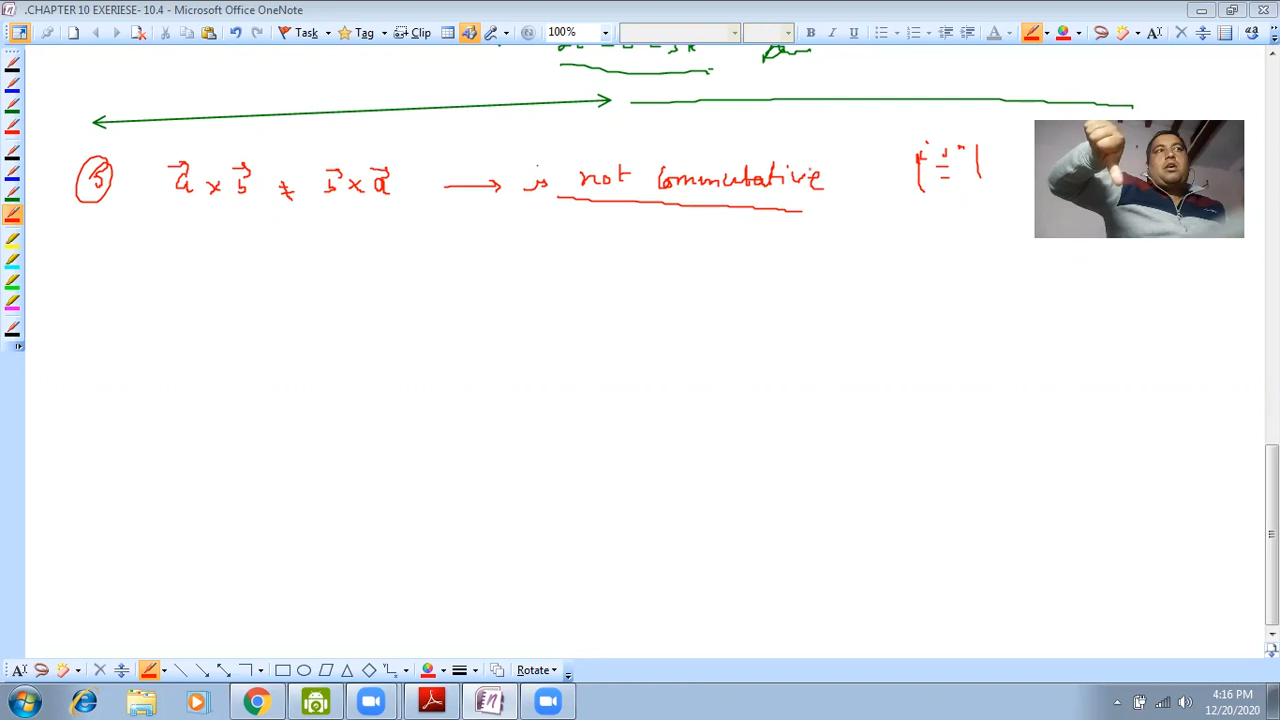 .CHAPTER 10 EXERIESE- 10.4 - Microsoft Office OneNote
Task Tag Clip 100% B I U A
a⃗ × b⃗ ≠ b⃗ × a⃗ → is not commutative
Rotate
4:16 PM
12/20/2020